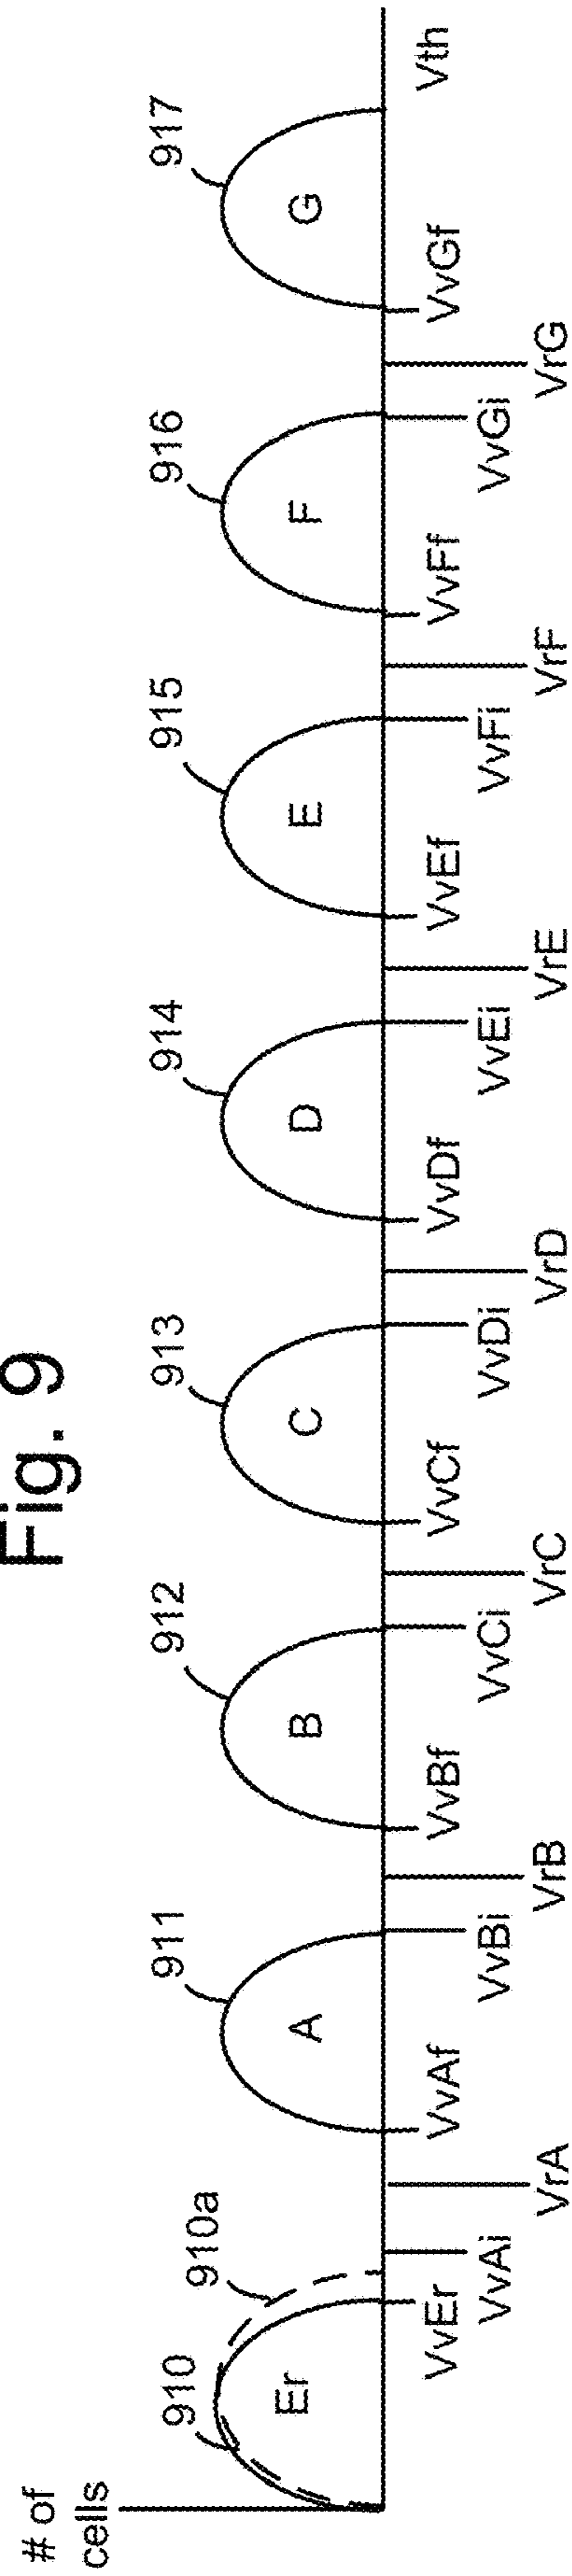 Fig. 9
# of
cells
910
910a
911
912
913
914
915
916
917
Er
A
B
C
D
E
F
G
VvEr
VvAf
VvBf
VvCf
VvDf
VvEf
VvFf
VvGf
Vth
VvAi
VvBi
VvCi
VvDi
VvEi
VvFi
VvGi
VrA
VrB
VrC
VrD
VrE
VrF
VrG